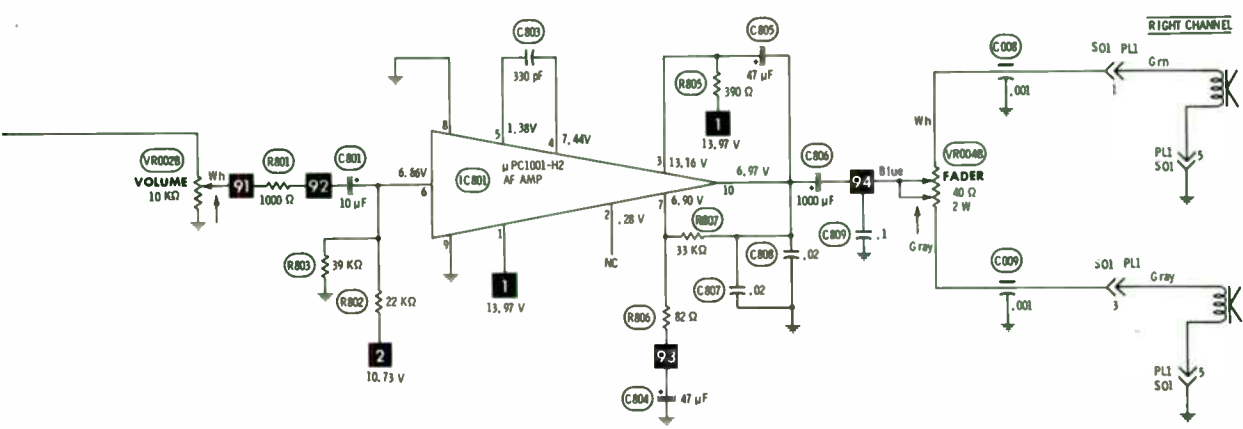 RIGHT CHANNEL
C803
330 pF
C805
47 µF
R805
390 Ω
1
13.97 V
C008
.001
SO1 PL1
Grn
1
PL1
SO1
5
8
5
1.38V
4
7.44V
µPC1001-H2
AF AMP
IC801
3
13.16 V
6.97 V
10
6.90 V
7
2
.28 V
NC
6.86V
6
9
1
1
13.97 V
VR002B
VOLUME
10 KΩ
Wh
91
R801
1000 Ω
92
C801
10 µF
R803
39 KΩ
R802
22 KΩ
2
10.73 V
R807
33 KΩ
C808
.02
C807
.02
R806
82 Ω
93
C804
47 µF
C806
1000 µF
94
Blue
C809
.1
Wh
VR004B
FADER
40 Ω
2 W
Gray
C009
.001
SO1 PL1
Gray
3
PL1
SO1
5